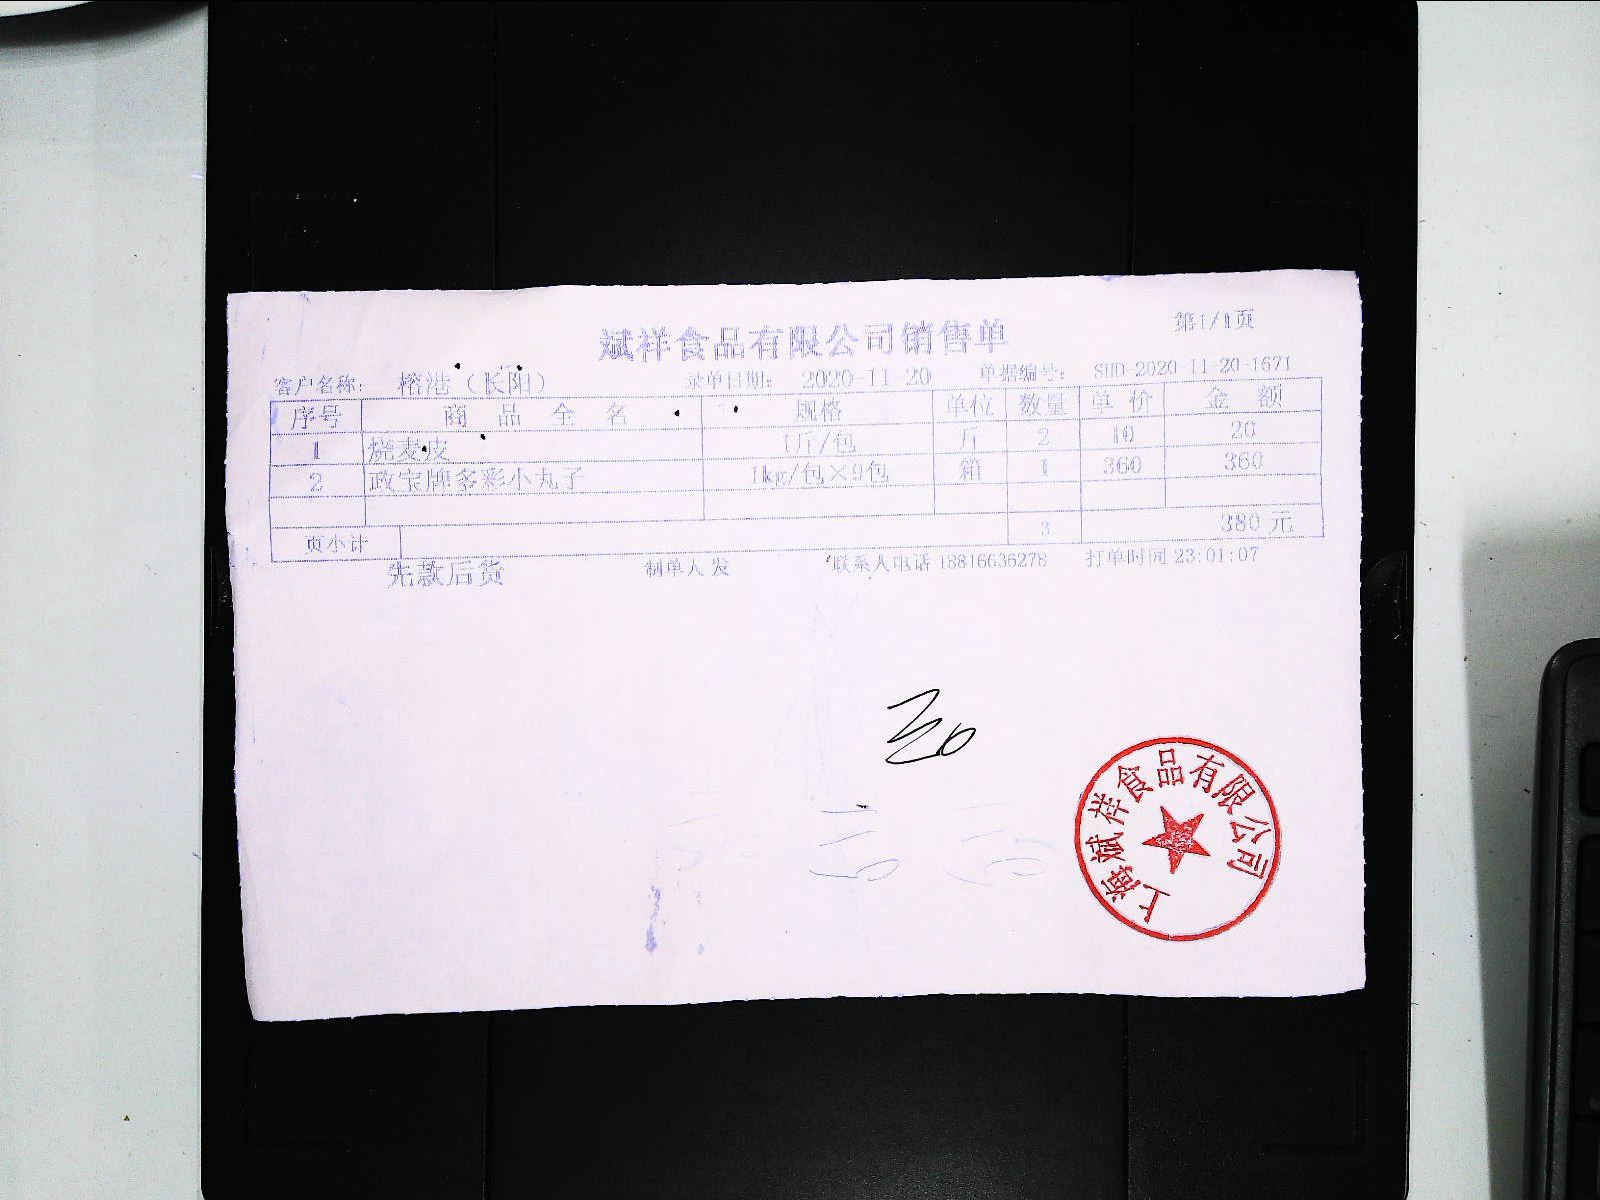 斌祥食品有限公司销售单
第1/1页
客户名称: 榕港（长阳） 录单日期: 2020-11-20 单据编号: SHD-2020-11-20-1671
序号 商品全名 规格 单位 数量 单价 金额
1 烧麦皮 1斤/包 斤 2 10 20
2 政宝牌多彩小丸子 1kg/包×9包 箱 1 360 360
页小计 3 380元
先款后货 制单人 发 联系人电话 18816636278 打单时间 23:01:07
上海斌祥食品有限公司